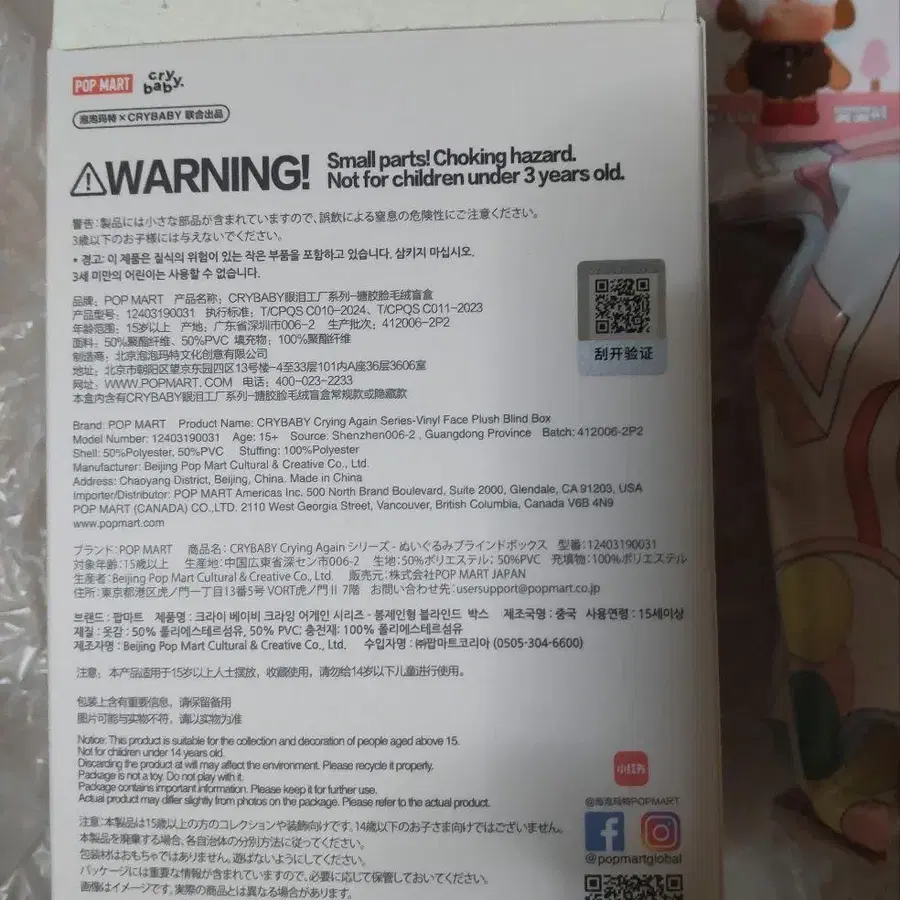 POP MART cry baby.
泡泡玛特×CRYBABY 联合出品
WARNING! Small parts! Choking hazard.
Not for children under 3 years old.
警告:製品には小さな部品が含まれていますので、誤飲による窒息の危険性にご注意ください。
3歳以下のお子様には与えないでください。
* 경고: 이 제품은 질식의 위험이 있는 작은 부품을 포함하고 있습니다. 삼키지 마십시오.
3세 미만의 어린이는 사용할 수 없습니다.
品牌：POP MART 产品名称：CRYBABY眼泪工厂系列-搪胶脸毛绒盲盒
产品型号：12403190031 执行标准：T/CPQS C010-2024、T/CPQS C011-2023
年龄范围：15岁以上 产地：广东省深圳市006-2 生产批次：412006-2P2
面料：50%聚酯纤维、50%PVC 填充物：100%聚酯纤维
制造商：北京泡泡玛特文化创意有限公司
地址：北京市朝阳区望京东园四区13号楼-4至33层101内A座36层3606室
网址：WWW.POPMART.COM 电话：400-023-2233
本盒内含有CRYBABY眼泪工厂系列-搪胶脸毛绒盲盒常规款或隐藏款
刮开验证
Brand: POP MART Product Name: CRYBABY Crying Again Series-Vinyl Face Plush Blind Box
Model Number: 12403190031 Age: 15+ Source: Shenzhen006-2 , Guangdong Province Batch: 412006-2P2
Shell: 50%Polyester, 50%PVC Stuffing: 100%Polyester
Manufacturer: Beijing Pop Mart Cultural & Creative Co., Ltd.
Address: Chaoyang District, Beijing, China. Made in China
Importer/Distributor: POP MART Americas Inc. 500 North Brand Boulevard, Suite 2000, Glendale, CA 91203, USA
POP MART (CANADA) CO.,LTD. 2110 West Georgia Street, Vancouver, British Columbia, Canada V6B 4N9
www.popmart.com
ブランド：POP MART 商品名：CRYBABY Crying Again シリーズ - ぬいぐるみブラインドボックス 型番：12403190031
対象年齢：15歳以上 生産地：中国広東省深セン市006-2 生地：50%ポリエステル；50%PVC 充填物：100%ポリエステル
生産者：Beijing Pop Mart Cultural & Creative Co., Ltd. 販売元：株式会社POP MART JAPAN
住所：東京都港区虎ノ門一丁目13番5号 VORT虎ノ門Ⅱ 7階 お問い合わせ先：usersupport@popmart.co.jp
브랜드 : 팝마트 제품명 : 크라이 베이비 크라잉 어게인 시리즈 - 봉제인형 블라인드 박스 제조국명 : 중국 사용연령 : 15세이상
재질 : 옷감 : 50% 폴리에스테르섬유, 50% PVC; 충전재: 100% 폴리에스테르섬유
제조자명 : Beijing Pop Mart Cultural & Creative Co., Ltd. 수입자명 : ㈜팝마트코리아 (0505-304-6600)
注意：本产品适用于15岁以上人士摆放，收藏使用，请勿给14岁以下儿童进行使用。
包装上含有重要信息，请保留备用
图片可能与实物不符，请以实物为准
Notice: This product is suitable for the collection and decoration of people aged above 15.
Not for children under 14 years old.
Discarding the product at will may affect the environment. Please recycle it properly.
Package is not a toy. Do not play with it.
Package contains important information. Please keep it for further use.
Actual product may differ slightly from photos on the package. Please refer to the actual product.
小红书
@泡泡玛特POPMART
注意：本製品は15歳以上の方のコレクションや装飾向けです。14歳以下のお子さま向けではございません。
本製品を廃棄する場合、各自治体の分別方法に従ってください。
包装材はおもちゃではありません。遊ばないようにしてください。
パッケージには重要な情報が含まれていますので、必要に応じて保管しておいてください。
画像はイメージです。実際の商品とは異なる場合があります。
@popmartglobal